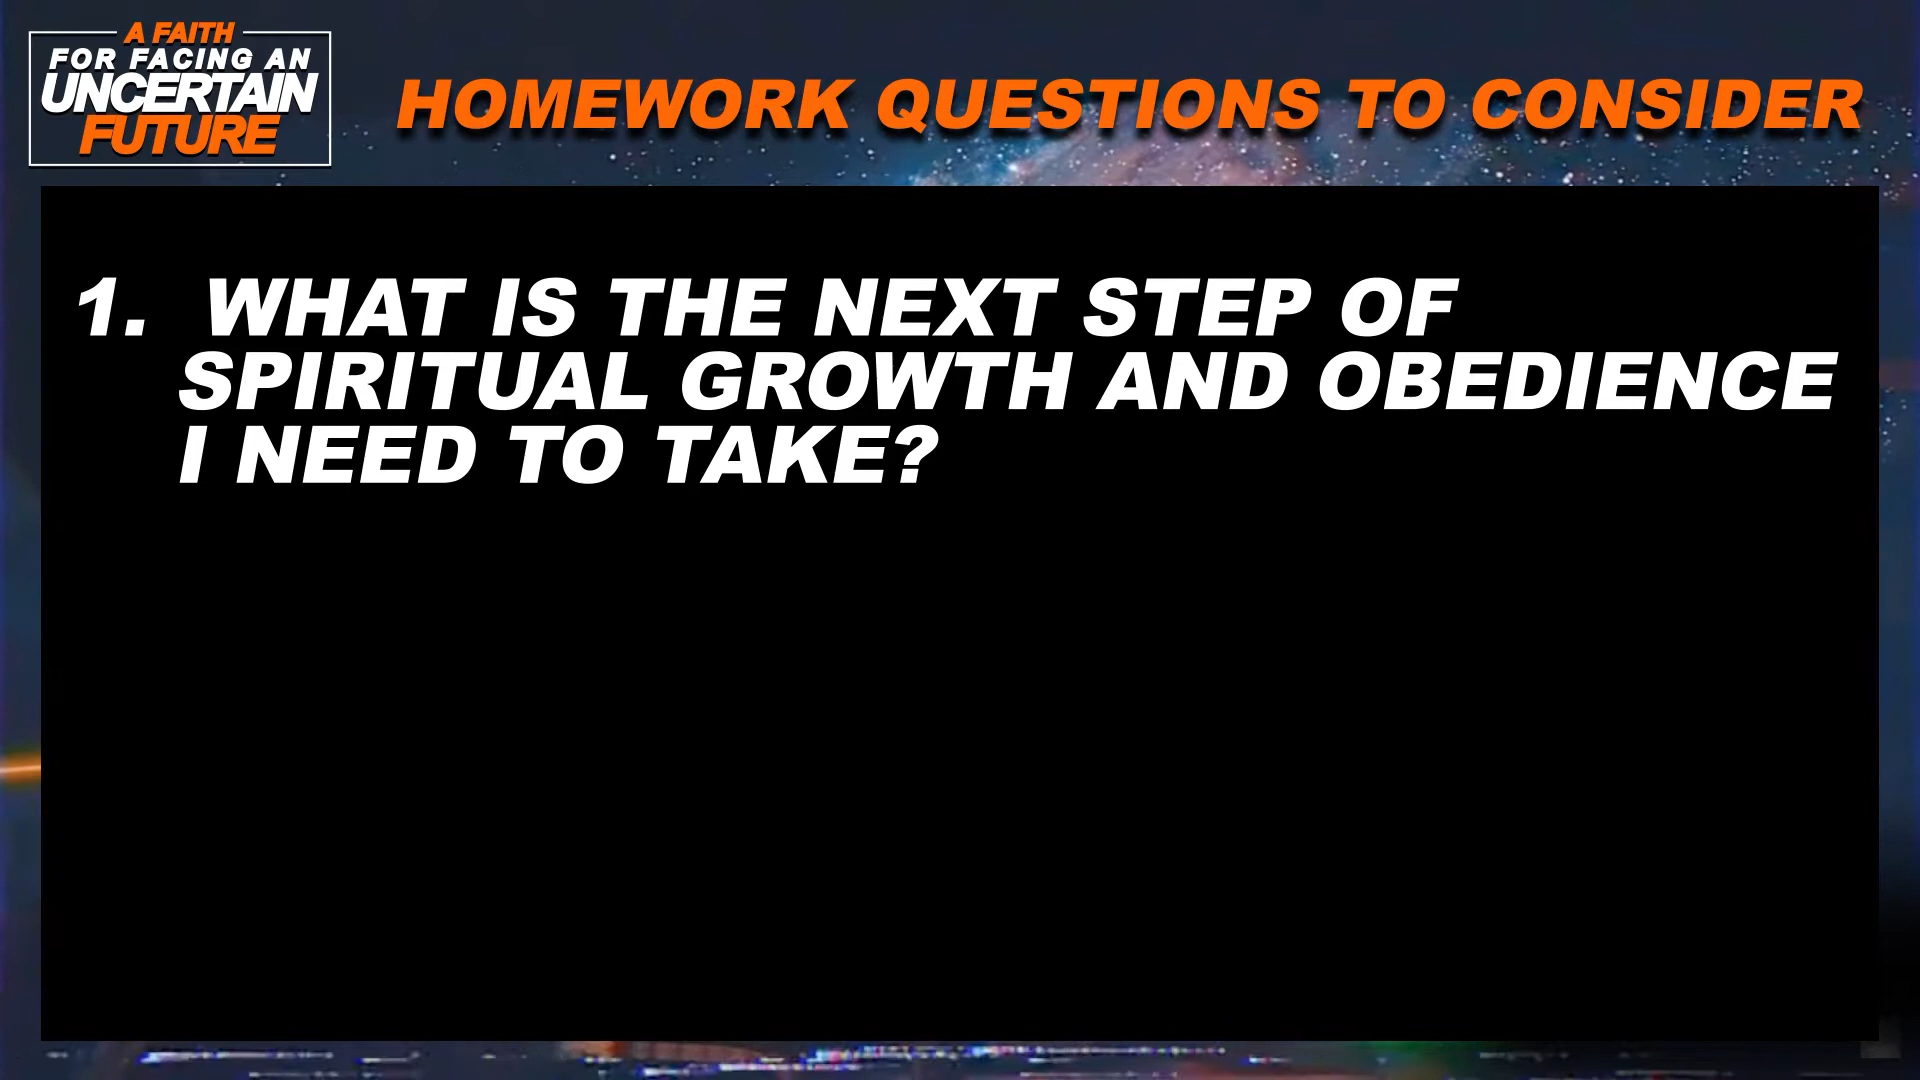 A FAITH
FOR FACING AN
UNCERTAIN
FUTURE
HOMEWORK QUESTIONS TO CONSIDER
1. WHAT IS THE NEXT STEP OF
SPIRITUAL GROWTH AND OBEDIENCE
I NEED TO TAKE?